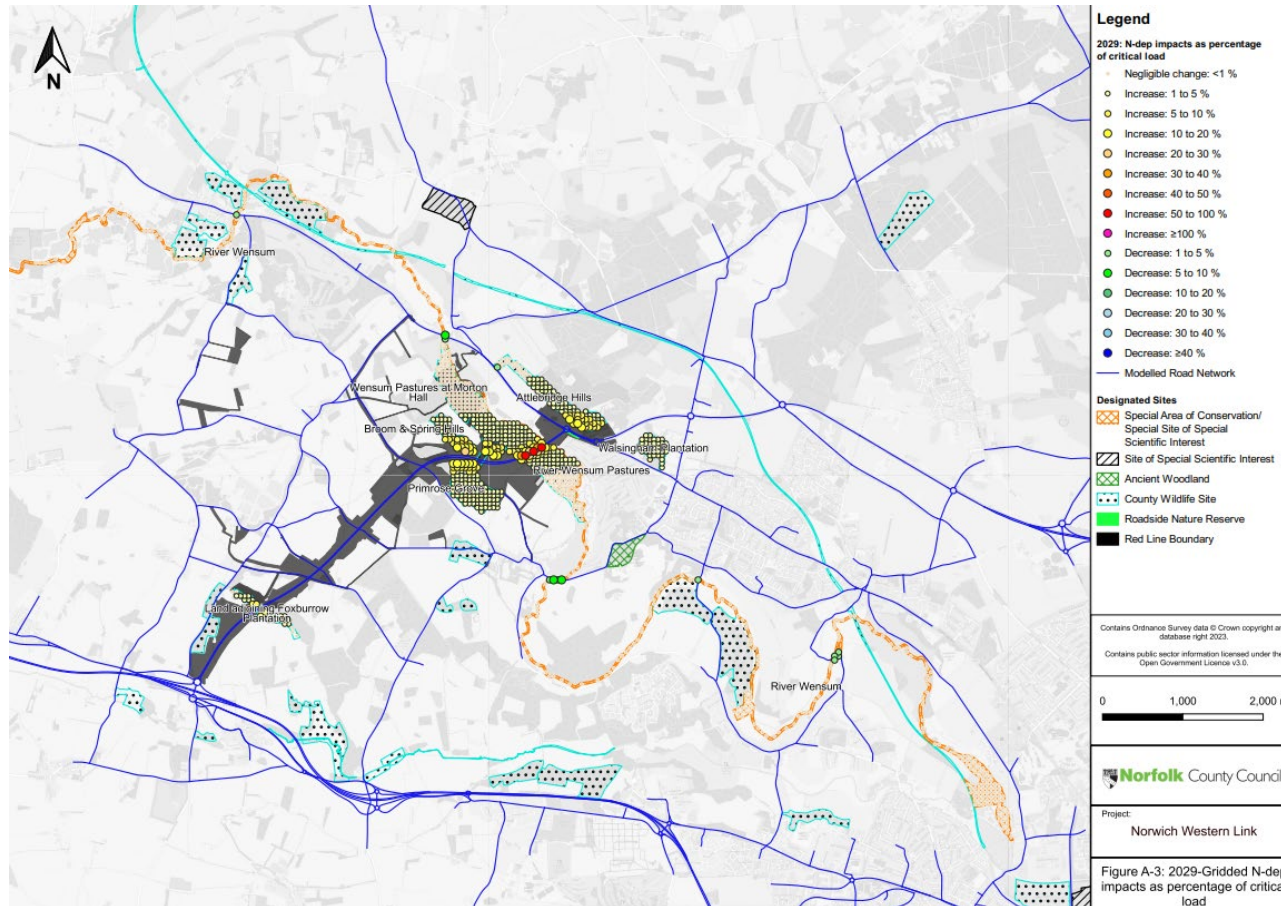 N
River Wensum
Wensum Pastures at Morton
Hall
Attlebridge Hills
Broom & Spring Hills
Walsingham Plantation
River Wensum Pastures
Primrose Grove
Land adjoining Foxburrow
Plantation
River Wensum
Legend
2029: N-dep impacts as percentage
of critical load
Negligible change: <1 %
Increase: 1 to 5 %
Increase: 5 to 10 %
Increase: 10 to 20 %
Increase: 20 to 30 %
Increase: 30 to 40 %
Increase: 40 to 50 %
Increase: 50 to 100 %
Increase: ≥100 %
Decrease: 1 to 5 %
Decrease: 5 to 10 %
Decrease: 10 to 20 %
Decrease: 20 to 30 %
Decrease: 30 to 40 %
Decrease: ≥40 %
Modelled Road Network
Designated Sites
Special Area of Conservation/
Special Site of Special
Scientific Interest
Site of Special Scientific Interest
Ancient Woodland
County Wildlife Site
Roadside Nature Reserve
Red Line Boundary
Contains Ordnance Survey data © Crown copyright an
database right 2023.
Contains public sector information licensed under the
Open Government Licence v3.0.
0 1,000 2,000
Norfolk County Council
Project:
Norwich Western Link
Figure A-3: 2029-Gridded N-dep
impacts as percentage of critica
load